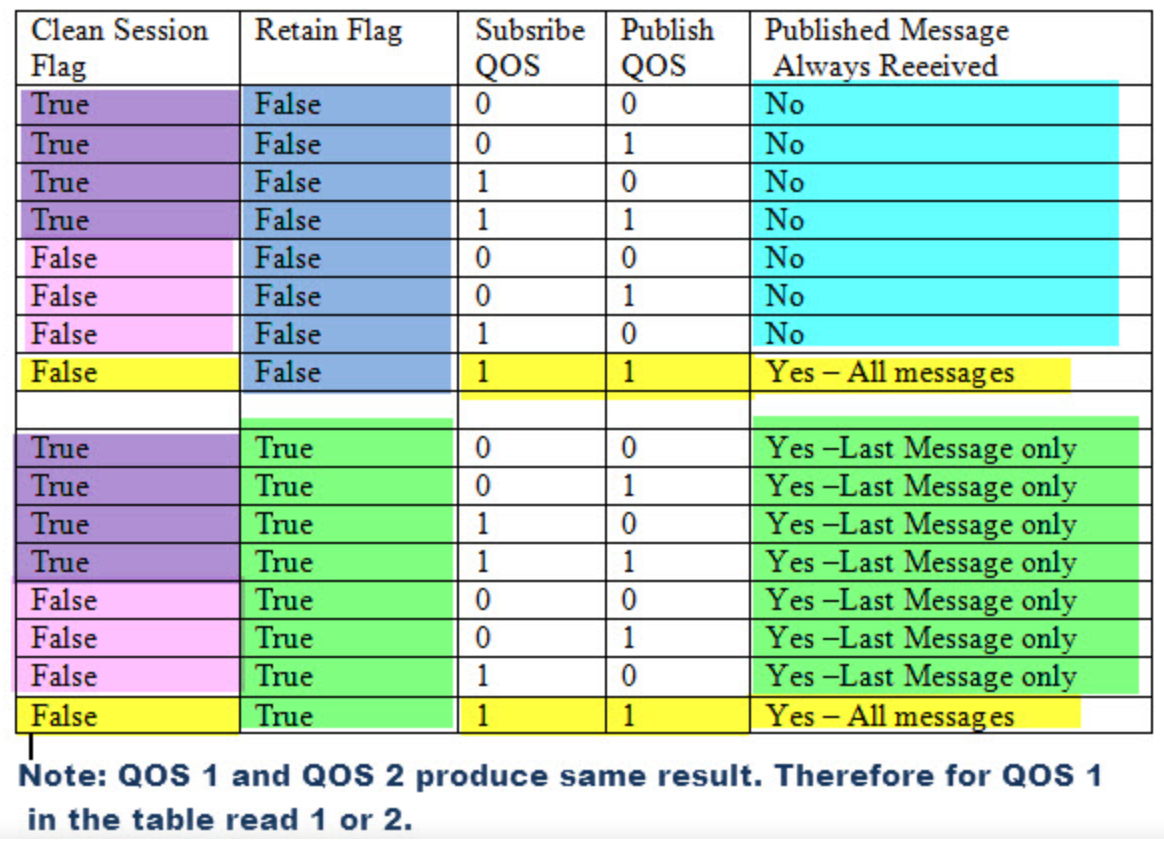 Clean Session Flag Retain Flag Subsribe QOS Publish QOS Published Message Always Reeeived
True False 0 0 No
True False 0 1 No
True False 1 0 No
True False 1 1 No
False False 0 0 No
False False 0 1 No
False False 1 0 No
False False 1 1 Yes – All messages
True True 0 0 Yes –Last Message only
True True 0 1 Yes –Last Message only
True True 1 0 Yes –Last Message only
True True 1 1 Yes –Last Message only
False True 0 0 Yes –Last Message only
False True 0 1 Yes –Last Message only
False True 1 0 Yes –Last Message only
False True 1 1 Yes – All messages
Note: QOS 1 and QOS 2 produce same result. Therefore for QOS 1
in the table read 1 or 2.